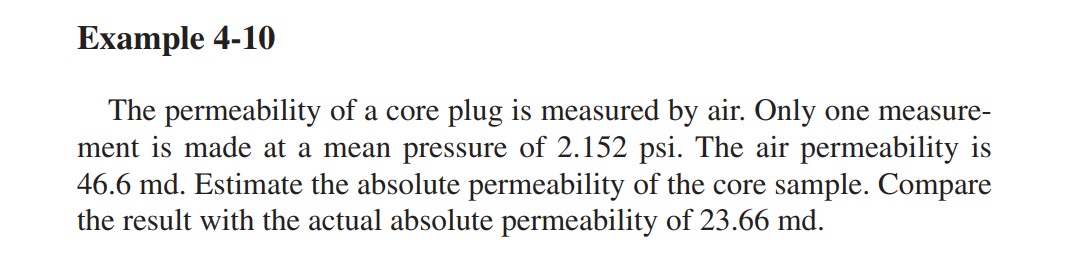 Example 4-10
The permeability of a core plug is measured by air. Only one measure-
ment is made at a mean pressure of 2.152 psi. The air permeability is
46.6 md. Estimate the absolute permeability of the core sample. Compare
the result with the actual absolute permeability of 23.66 md.